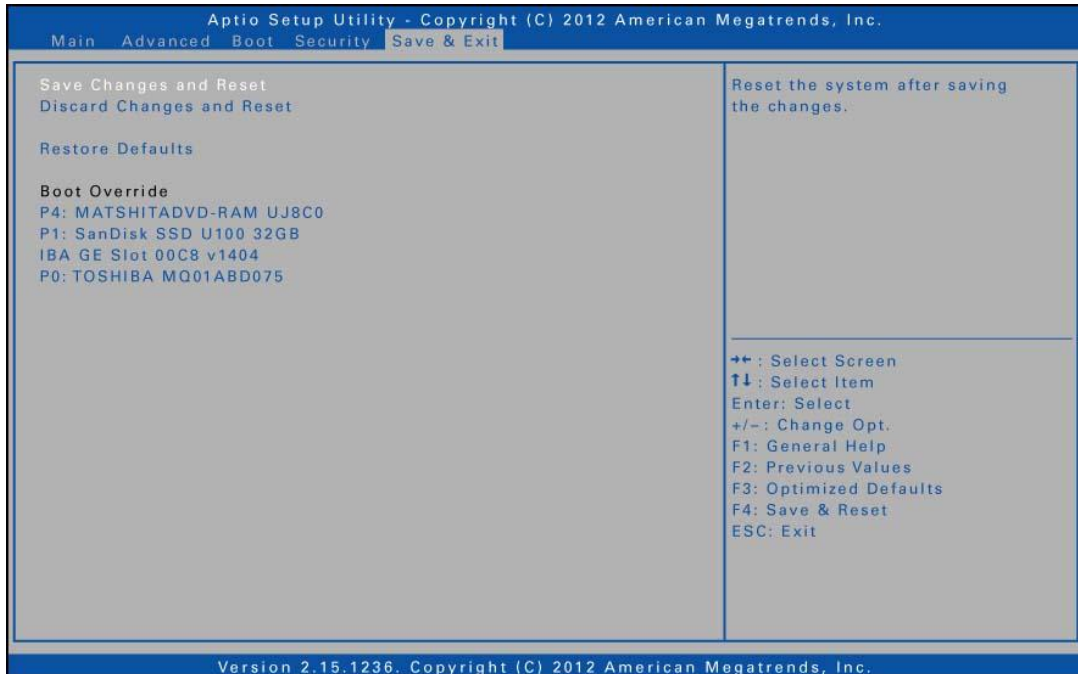 Aptio Setup Utility - Copyright (C) 2012 American Megatrends, Inc.
Main Advanced Boot Security Save & Exit
Save Changes and Reset
Discard Changes and Reset
Restore Defaults
Boot Override
P4: MATSHITADVD-RAM UJ8C0
P1: SanDisk SSD U100 32GB
IBA GE Slot 00C8 v1404
P0: TOSHIBA MQ01ABD075
Reset the system after saving
the changes.
→← : Select Screen
↑↓ : Select Item
Enter: Select
+/– : Change Opt.
F1: General Help
F2: Previous Values
F3: Optimized Defaults
F4: Save & Reset
ESC: Exit
Version 2.15.1236. Copyright (C) 2012 American Megatrends, Inc.